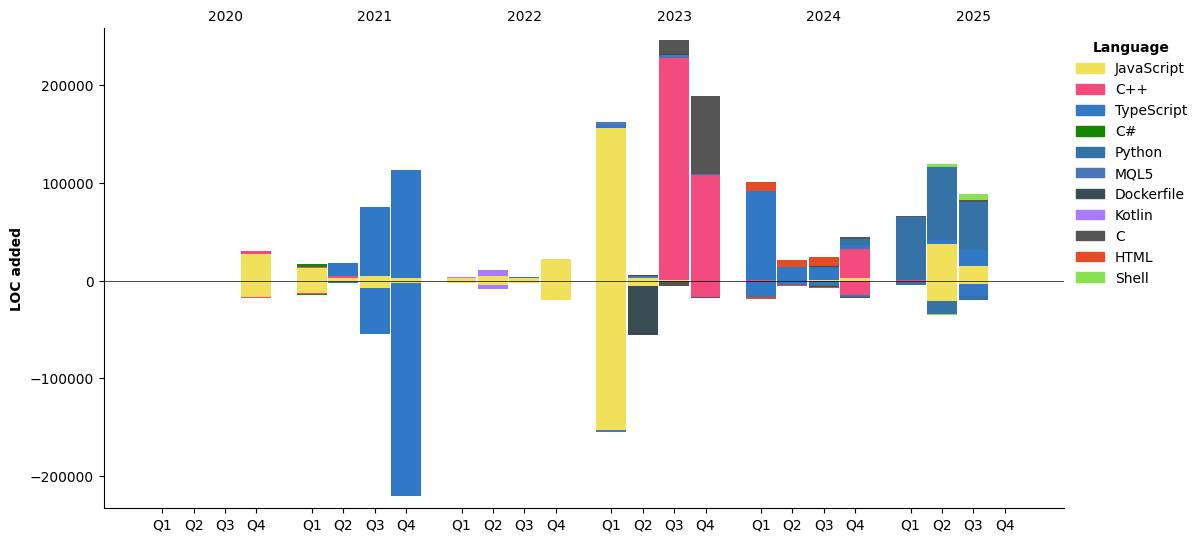 2020 2021 2022 2023 2024 2025
Language
JavaScript
C++
TypeScript
C#
Python
MQL5
Dockerfile
Kotlin
C
HTML
Shell
LOC added
200000
100000
0
−100000
−200000
Q1 Q2 Q3 Q4 Q1 Q2 Q3 Q4 Q1 Q2 Q3 Q4 Q1 Q2 Q3 Q4 Q1 Q2 Q3 Q4 Q1 Q2 Q3 Q4